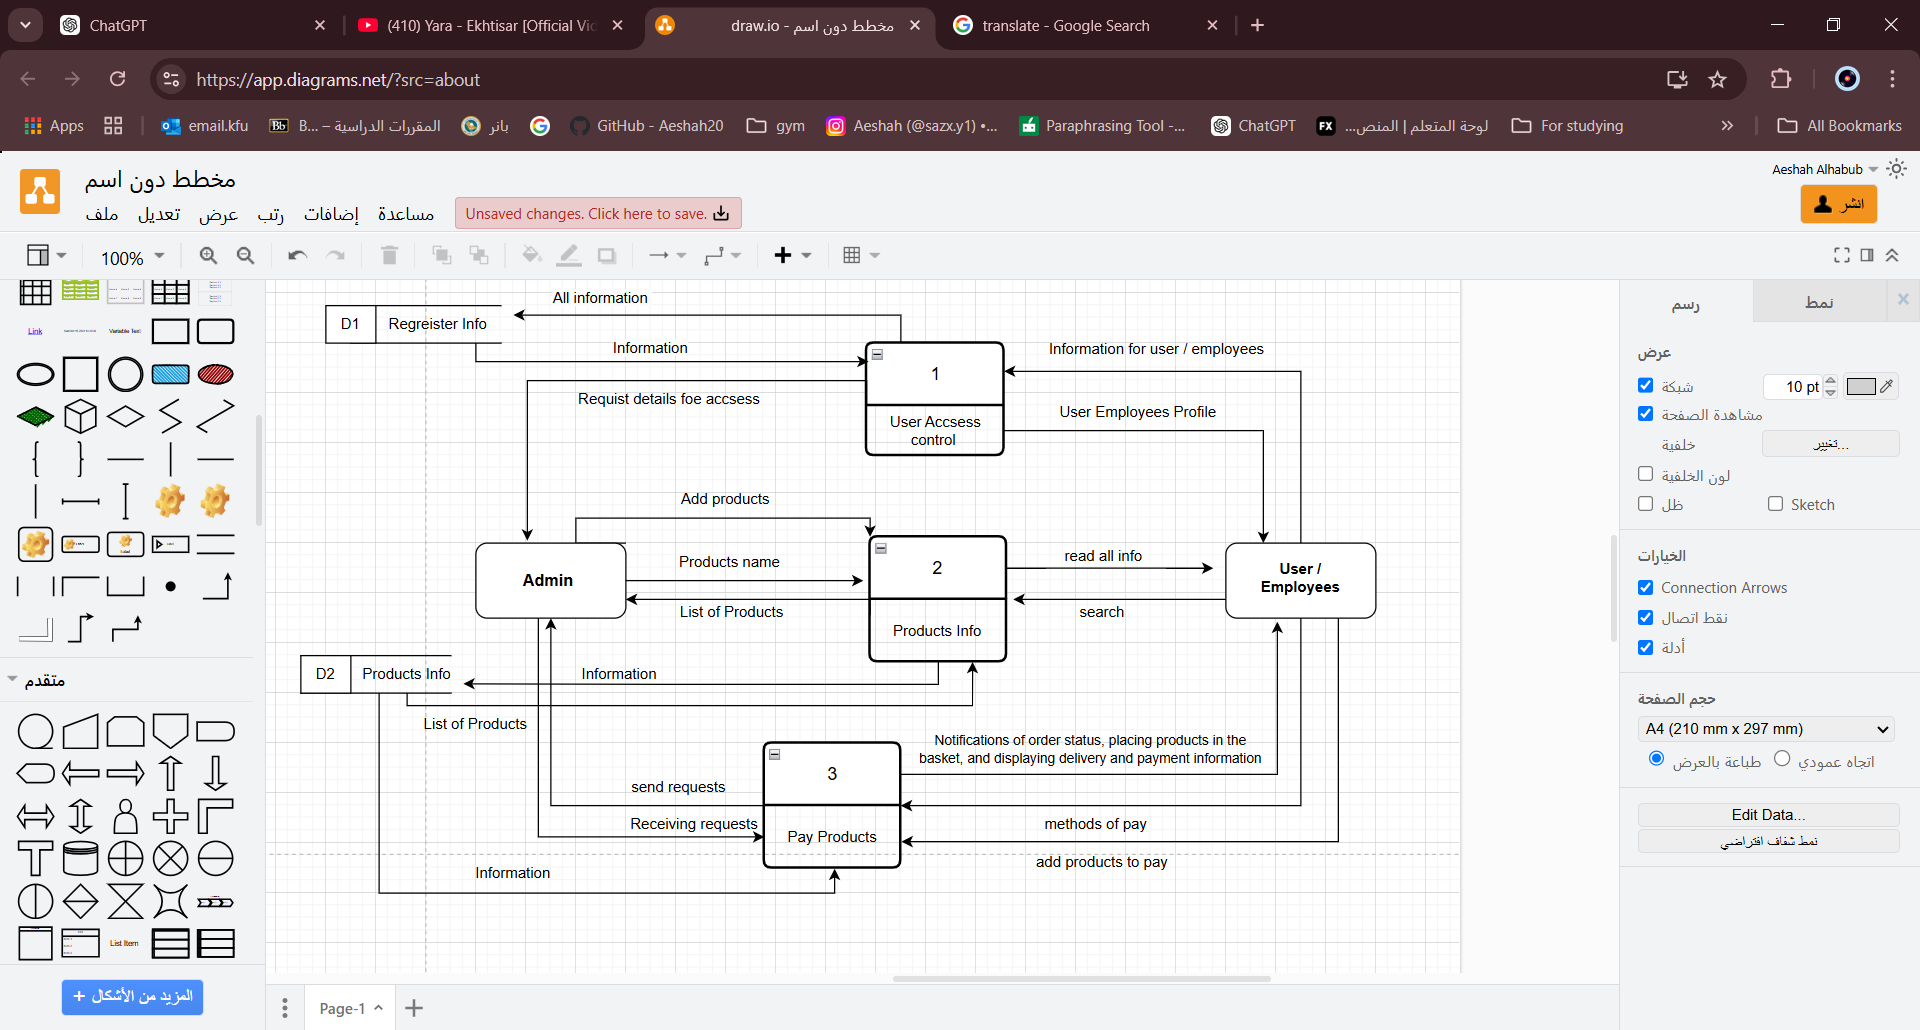 ChatGPT
(410) Yara - Ekhtisar [Official Vi
مخطط دون اسم - draw.io
translate - Google Search
https://app.diagrams.net/?src=about
Apps
email.kfu
Bb
B... – المقررات الدراسية
بانر
GitHub - Aeshah20
gym
Aeshah (@sazx.y1) •...
Paraphrasing Tool -...
ChatGPT
FX
لوحة المتعلم | المنص...
For studying
All Bookmarks
مخطط دون اسم
ملف تعديل عرض رتب إضافات مساعدة
Unsaved changes. Click here to save.
Aeshah Alhabub
انشر
100%
Link
Variable Text
List Item
متقدم
المزيد من الأشكال +
All information
D1 Regreister Info
Information
Requist details foe accsess
1
User Accsess
control
Information for user / employees
User Employees Profile
Add products
Admin
Products name
List of Products
2
Products Info
read all info
search
User /
Employees
D2 Products Info
Information
List of Products
3
Pay Products
Notifications of order status, placing products in the
basket, and displaying delivery and payment information
send requests
Receiving requests
methods of pay
add products to pay
Information
Page-1
رسم
نمط
عرض
شبكة
10 pt
مشاهدة الصفحة
خلفية
تغيير...
لون الخلفية
ظل
Sketch
الخيارات
Connection Arrows
نقط اتصال
أدلة
حجم الصفحة
A4 (210 mm x 297 mm)
طباعة بالعرض
اتجاه عمودي
Edit Data...
نمط شفاف افتراضي